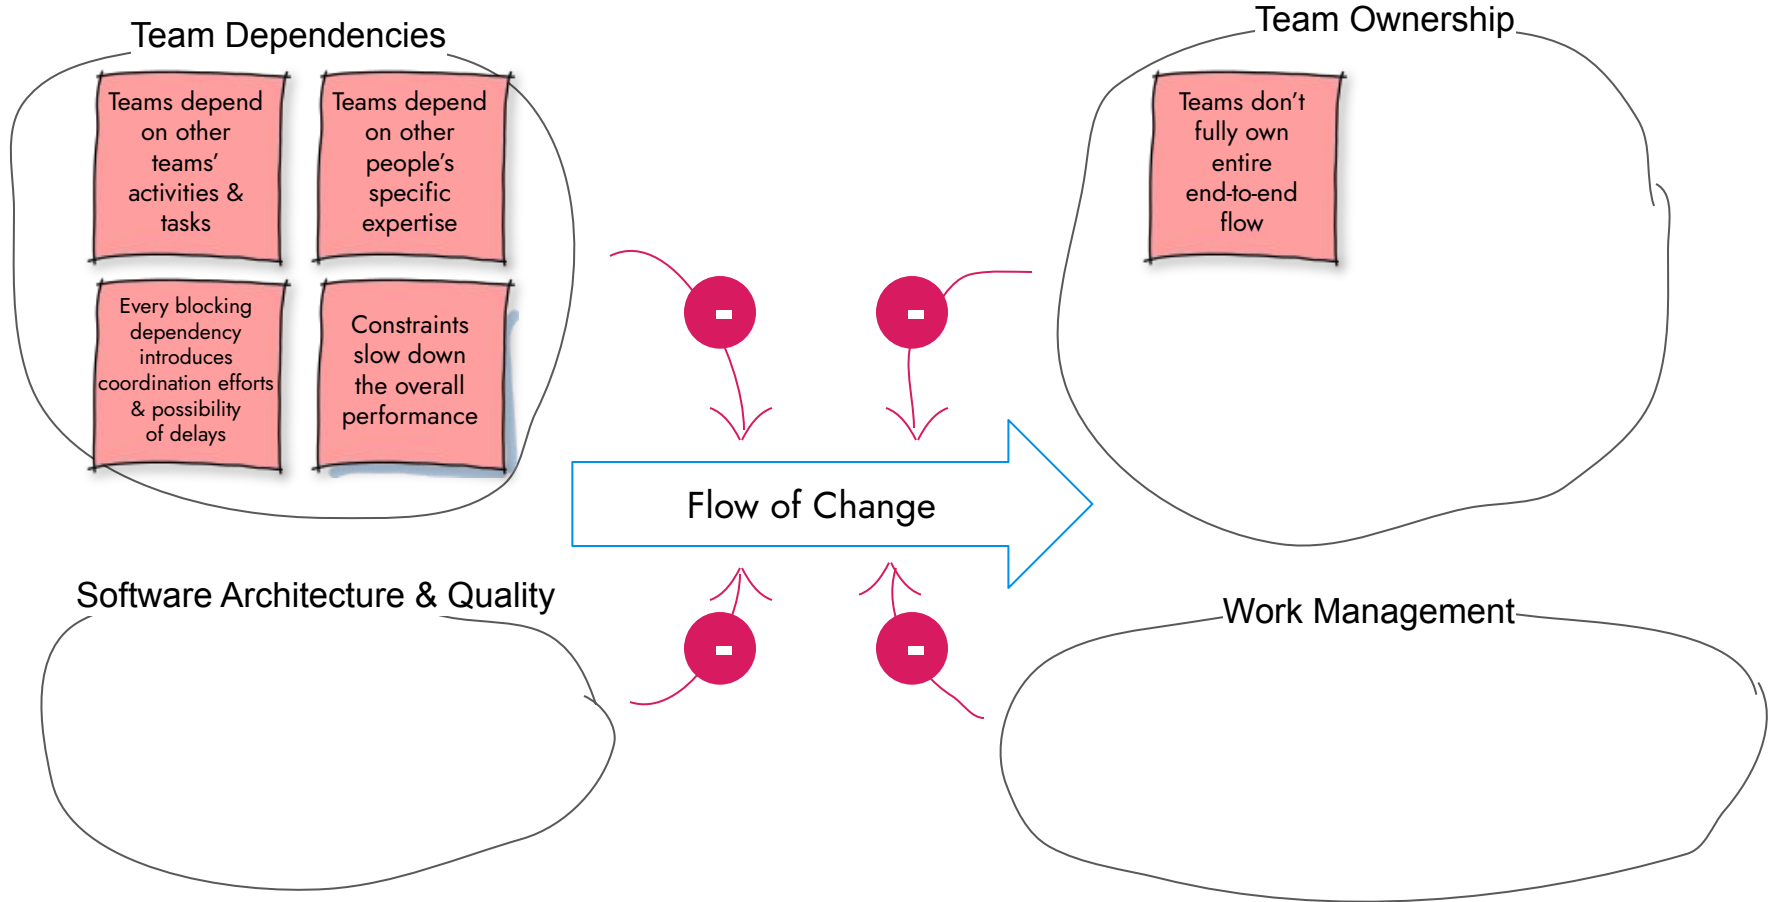 Team Dependencies
Teams depend
on other
teams’
activities &
tasks
Teams depend
on other
people’s
specific
expertise
Every blocking
dependency
introduces
coordination efforts
& possibility
of delays
Constraints
slow down
the overall
performance
Team Ownership
Teams don’t
fully own
entire
end-to-end
flow
-
-
Flow of Change
-
-
Software Architecture & Quality
Work Management